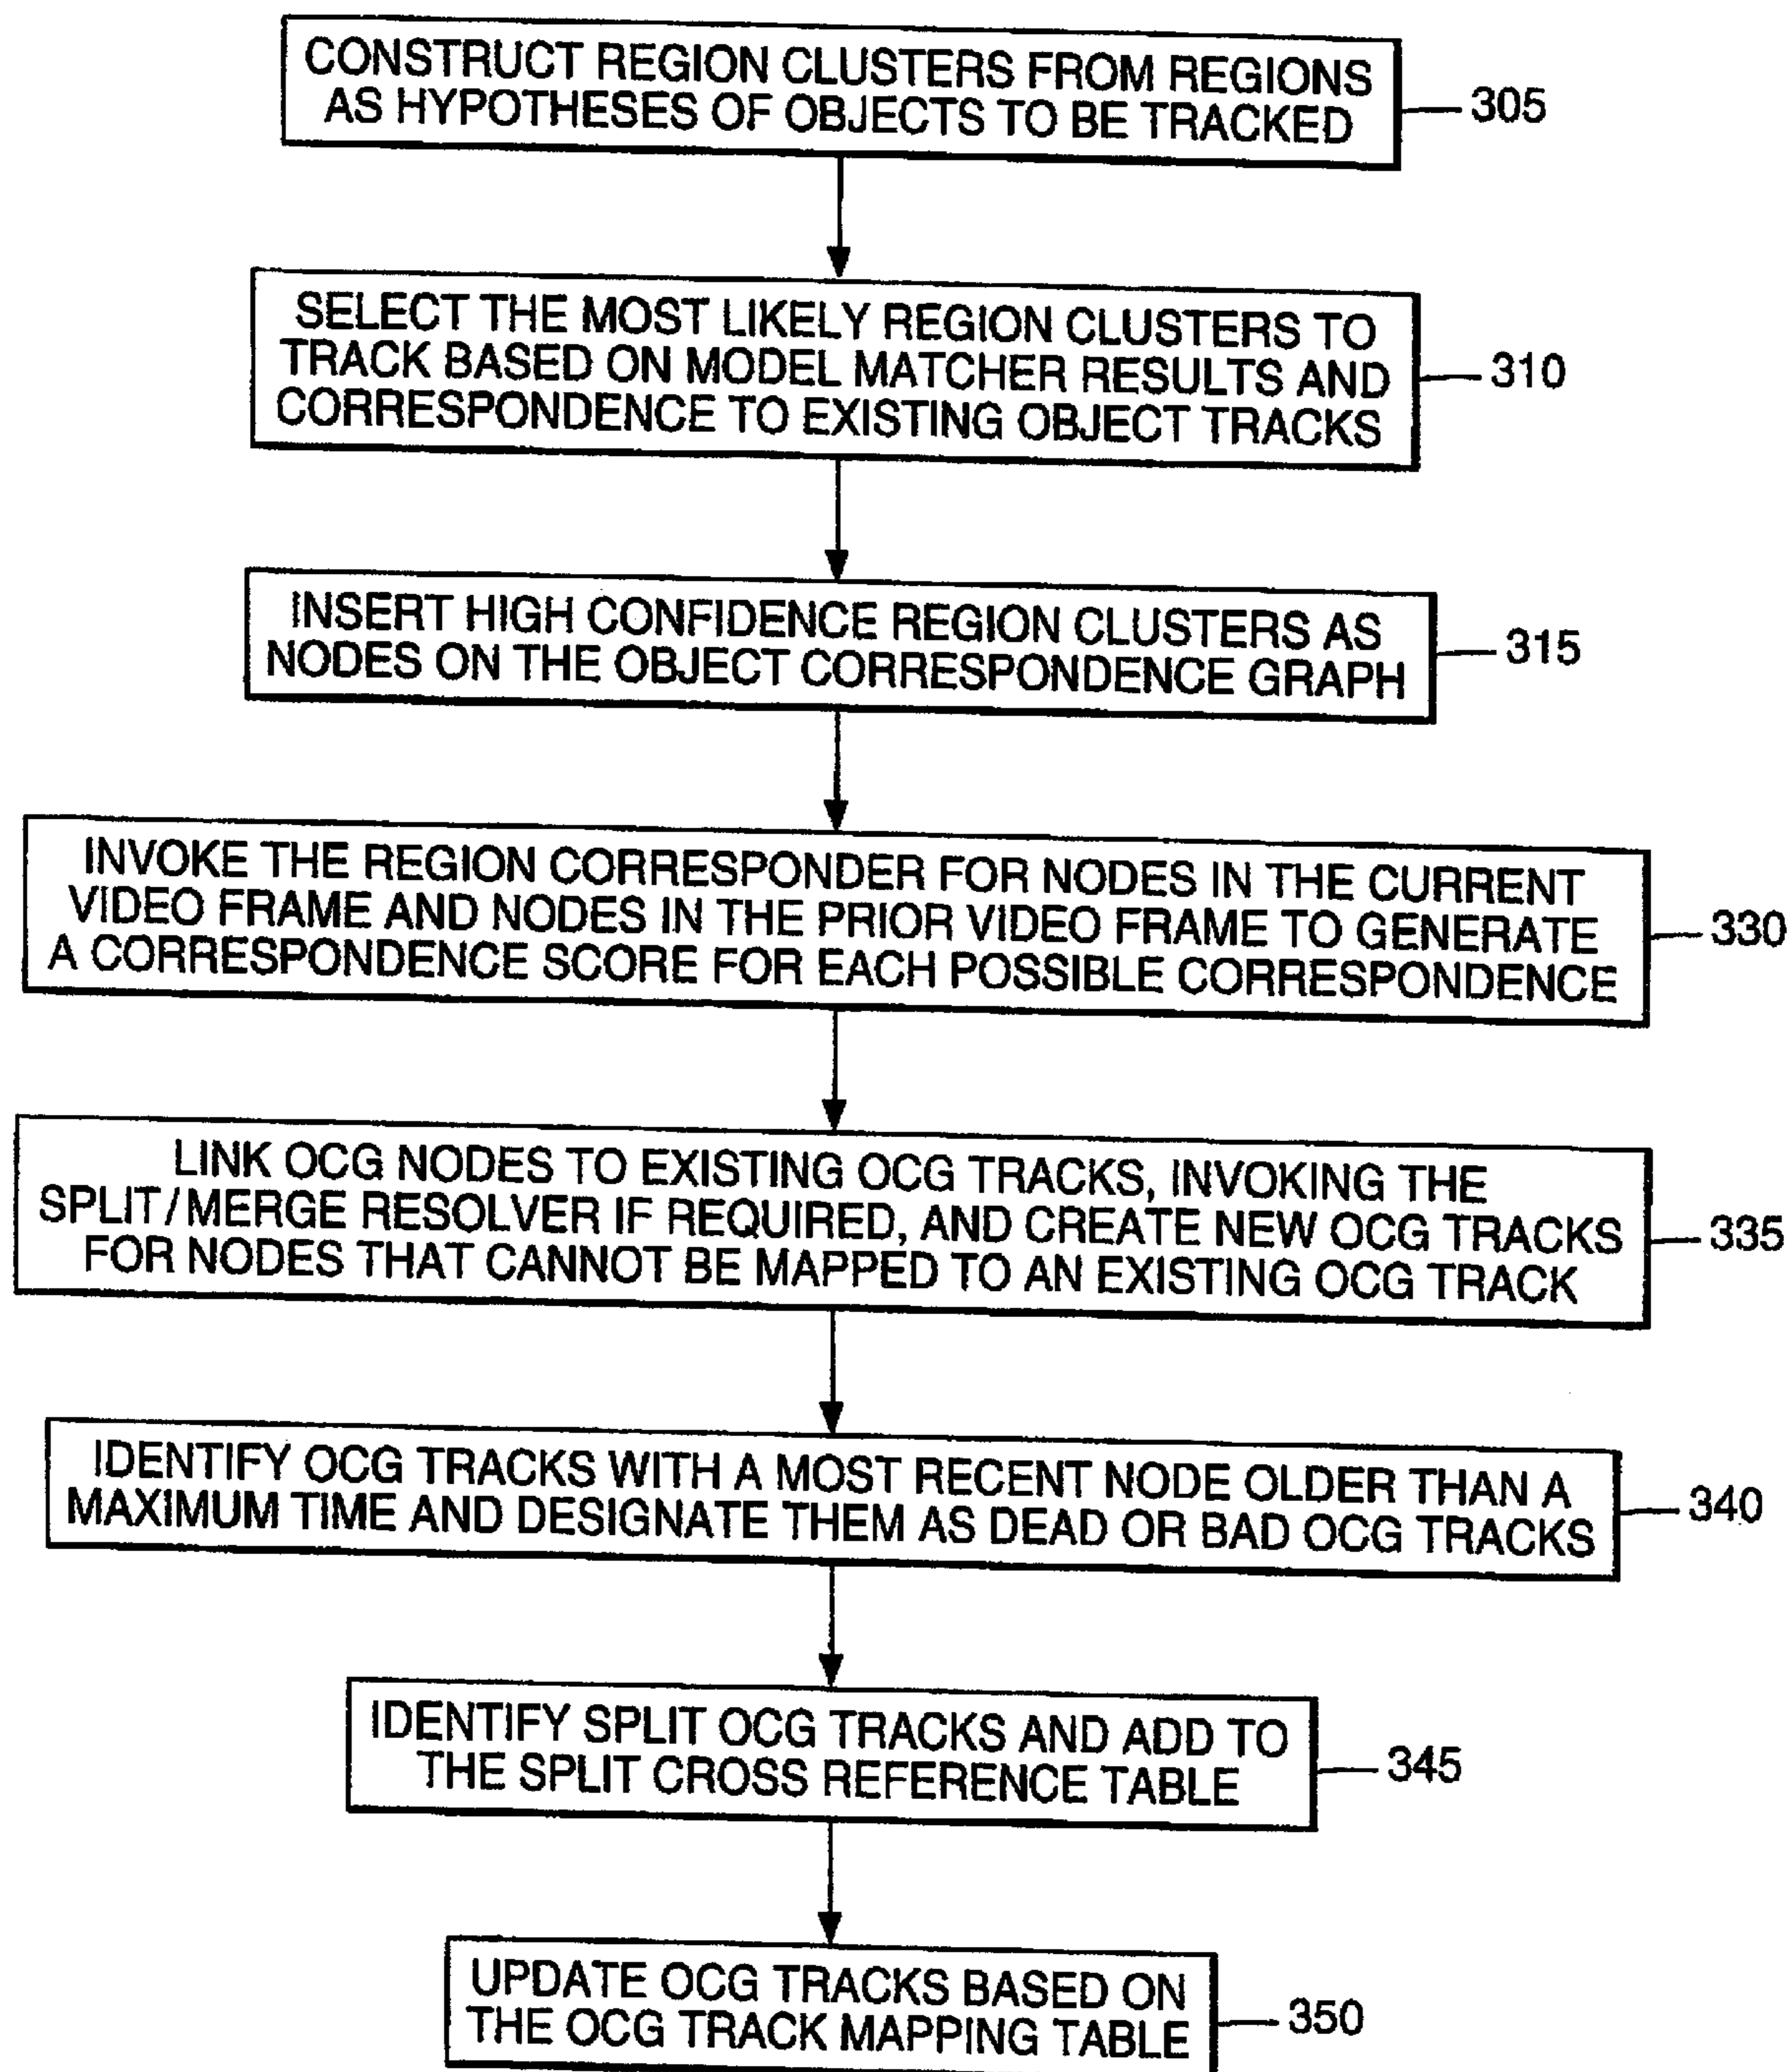 CONSTRUCT REGION CLUSTERS FROM REGIONS
AS HYPOTHESES OF OBJECTS TO BE TRACKED
305
SELECT THE MOST LIKELY REGION CLUSTERS TO
TRACK BASED ON MODEL MATCHER RESULTS AND
CORRESPONDENCE TO EXISTING OBJECT TRACKS
310
INSERT HIGH CONFIDENCE REGION CLUSTERS AS
NODES ON THE OBJECT CORRESPONDENCE GRAPH
315
INVOKE THE REGION CORRESPONDER FOR NODES IN THE CURRENT
VIDEO FRAME AND NODES IN THE PRIOR VIDEO FRAME TO GENERATE
A CORRESPONDENCE SCORE FOR EACH POSSIBLE CORRESPONDENCE
330
LINK OCG NODES TO EXISTING OCG TRACKS, INVOKING THE
SPLIT/MERGE RESOLVER IF REQUIRED, AND CREATE NEW OCG TRACKS
FOR NODES THAT CANNOT BE MAPPED TO AN EXISTING OCG TRACK
335
IDENTIFY OCG TRACKS WITH A MOST RECENT NODE OLDER THAN A
MAXIMUM TIME AND DESIGNATE THEM AS DEAD OR BAD OCG TRACKS
340
IDENTIFY SPLIT OCG TRACKS AND ADD TO
THE SPLIT CROSS REFERENCE TABLE
345
UPDATE OCG TRACKS BASED ON
THE OCG TRACK MAPPING TABLE
350